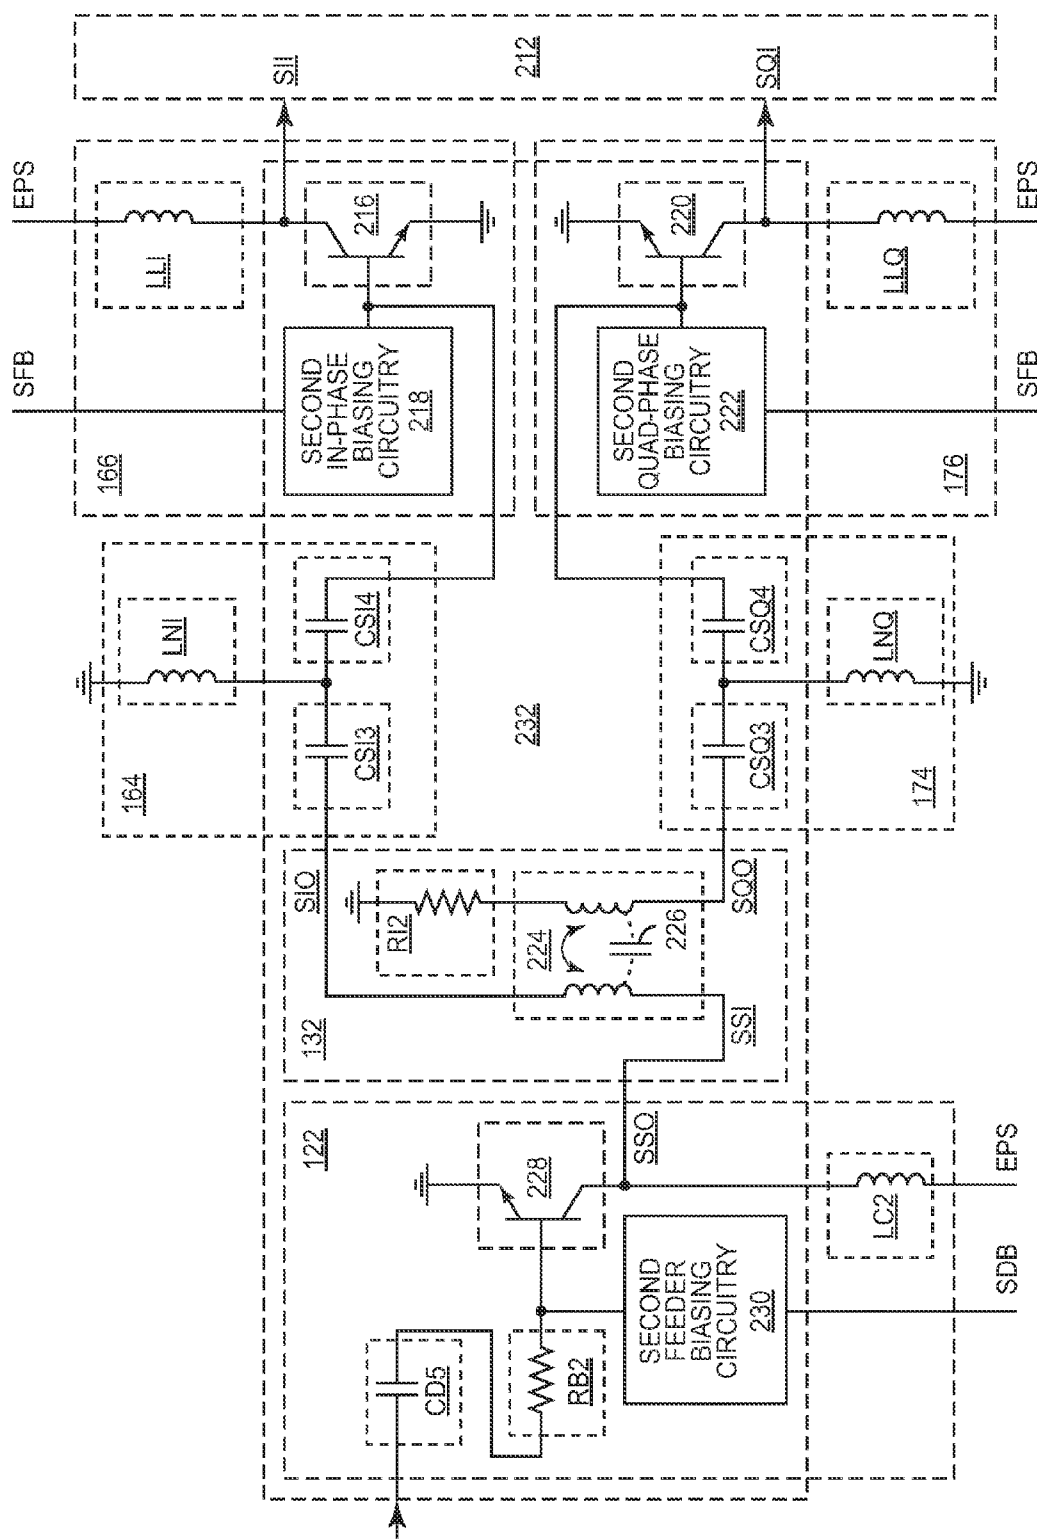 EPS
SFB
166
LLI
SII
216
SECOND
IN-PHASE
BIASING
CIRCUITRY
218
212
SQI
220
SECOND
QUAD-PHASE
BIASING
CIRCUITRY
222
LLQ
176
EPS
SFB
164
LNI
CSI3
CSI4
232
CSQ3
CSQ4
LNQ
174
132
SIO
RI2
224
226
SQO
SSI
122
228
SSO
CD5
RB2
SECOND
FEEDER
BIASING
CIRCUITRY
230
LC2
SDB
EPS